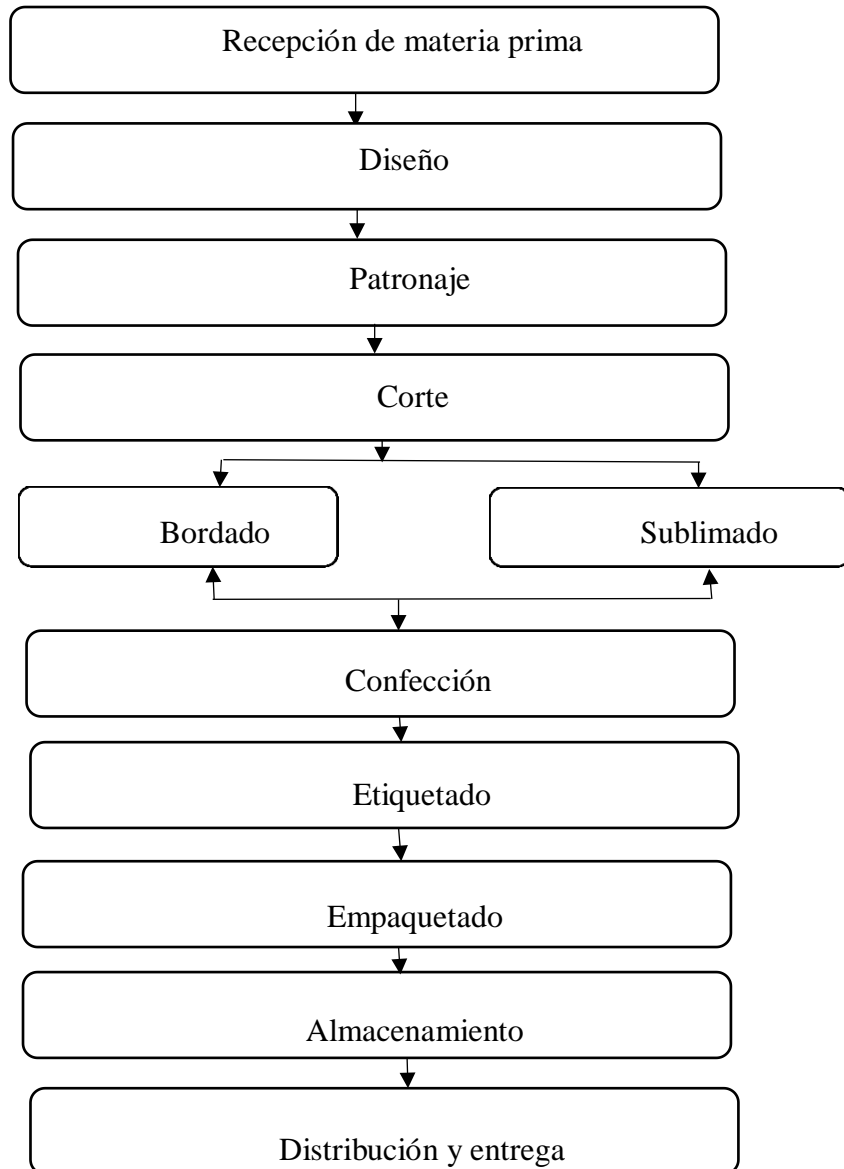 Recepción de materia prima
Diseño
Patronaje
Corte
Bordado
Sublimado
Confección
Etiquetado
Empaquetado
Almacenamiento
Distribución y entrega